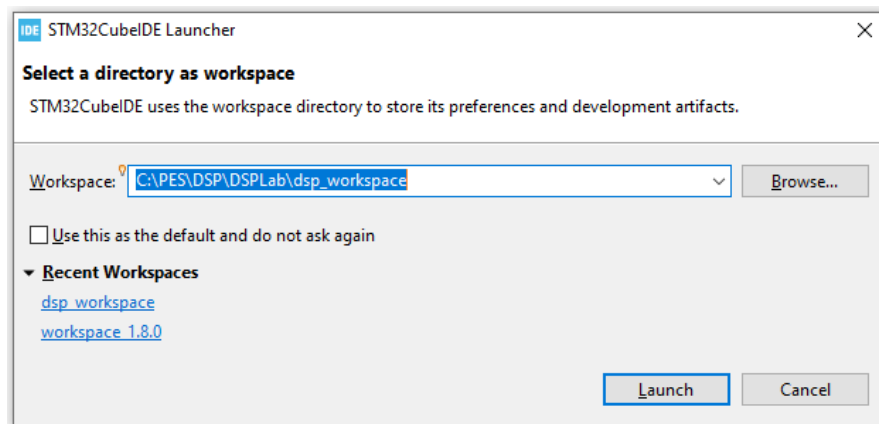 IDE STM32CubeIDE Launcher
Select a directory as workspace
STM32CubeIDE uses the workspace directory to store its preferences and development artifacts.
Workspace: C:\PES\DSP\DSPLab\dsp_workspace Browse...
Use this as the default and do not ask again
Recent Workspaces
dsp_workspace
workspace_1.8.0
Launch Cancel